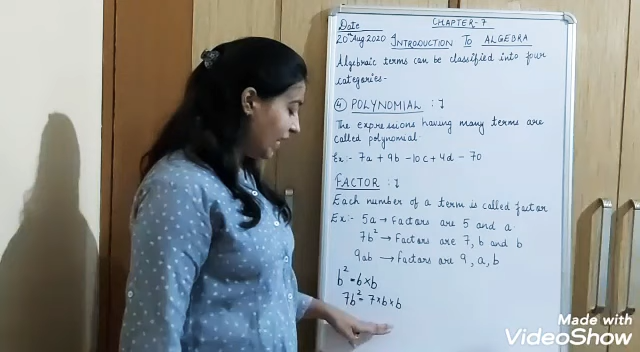 Date
CHAPTER-7
20th Aug 2020 INTRODUCTION TO ALGEBRA
Algebraic terms can be classified into four
categories-
④ POLYNOMIAL :↴
The expressions having many terms are
called polynomial.
Ex:- 7a + 9b - 10c + 4d - 70
FACTOR :↴
Each number of a term is called factor
Ex:- 5a → Factors are 5 and a
7b² → Factors are 7, b and b
9ab → Factors are 9, a, b
b² = b × b
7b² = 7 × b × b
Made with
VideoShow